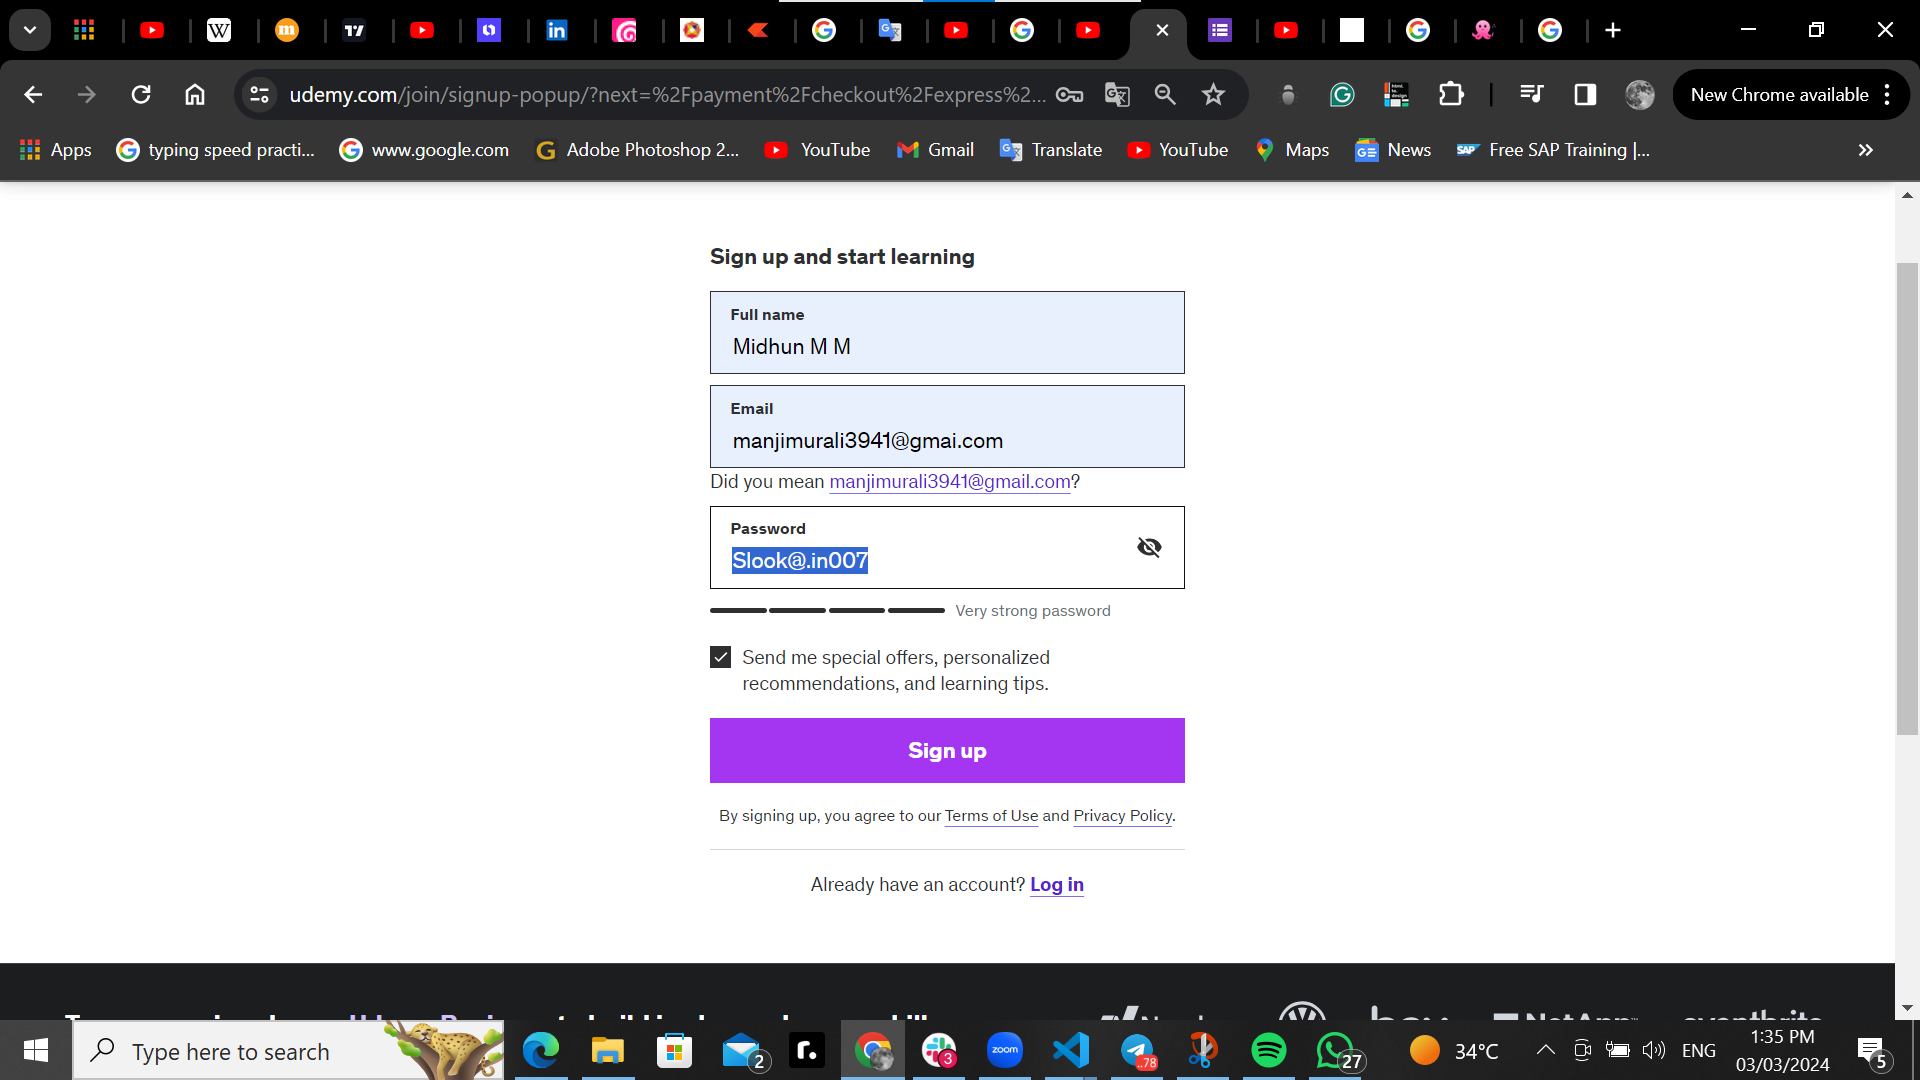 udemy.com/join/signup-popup/?next=%2Fpayment%2Fcheckout%2Fexpress%2...
New Chrome available
Apps
typing speed practi...
www.google.com
Adobe Photoshop 2...
YouTube
Gmail
Translate
YouTube
Maps
News
Free SAP Training |...
Sign up and start learning
Full name
Midhun M M
Email
manjimurali3941@gmai.com
Did you mean manjimurali3941@gmail.com?
Password
Slook@.in007
Very strong password
Send me special offers, personalized
recommendations, and learning tips.
Sign up
By signing up, you agree to our Terms of Use and Privacy Policy.
Already have an account? Log in
Type here to search
2
3
zoom
..78
27
34°C
ENG
1:35 PM
03/03/2024
5